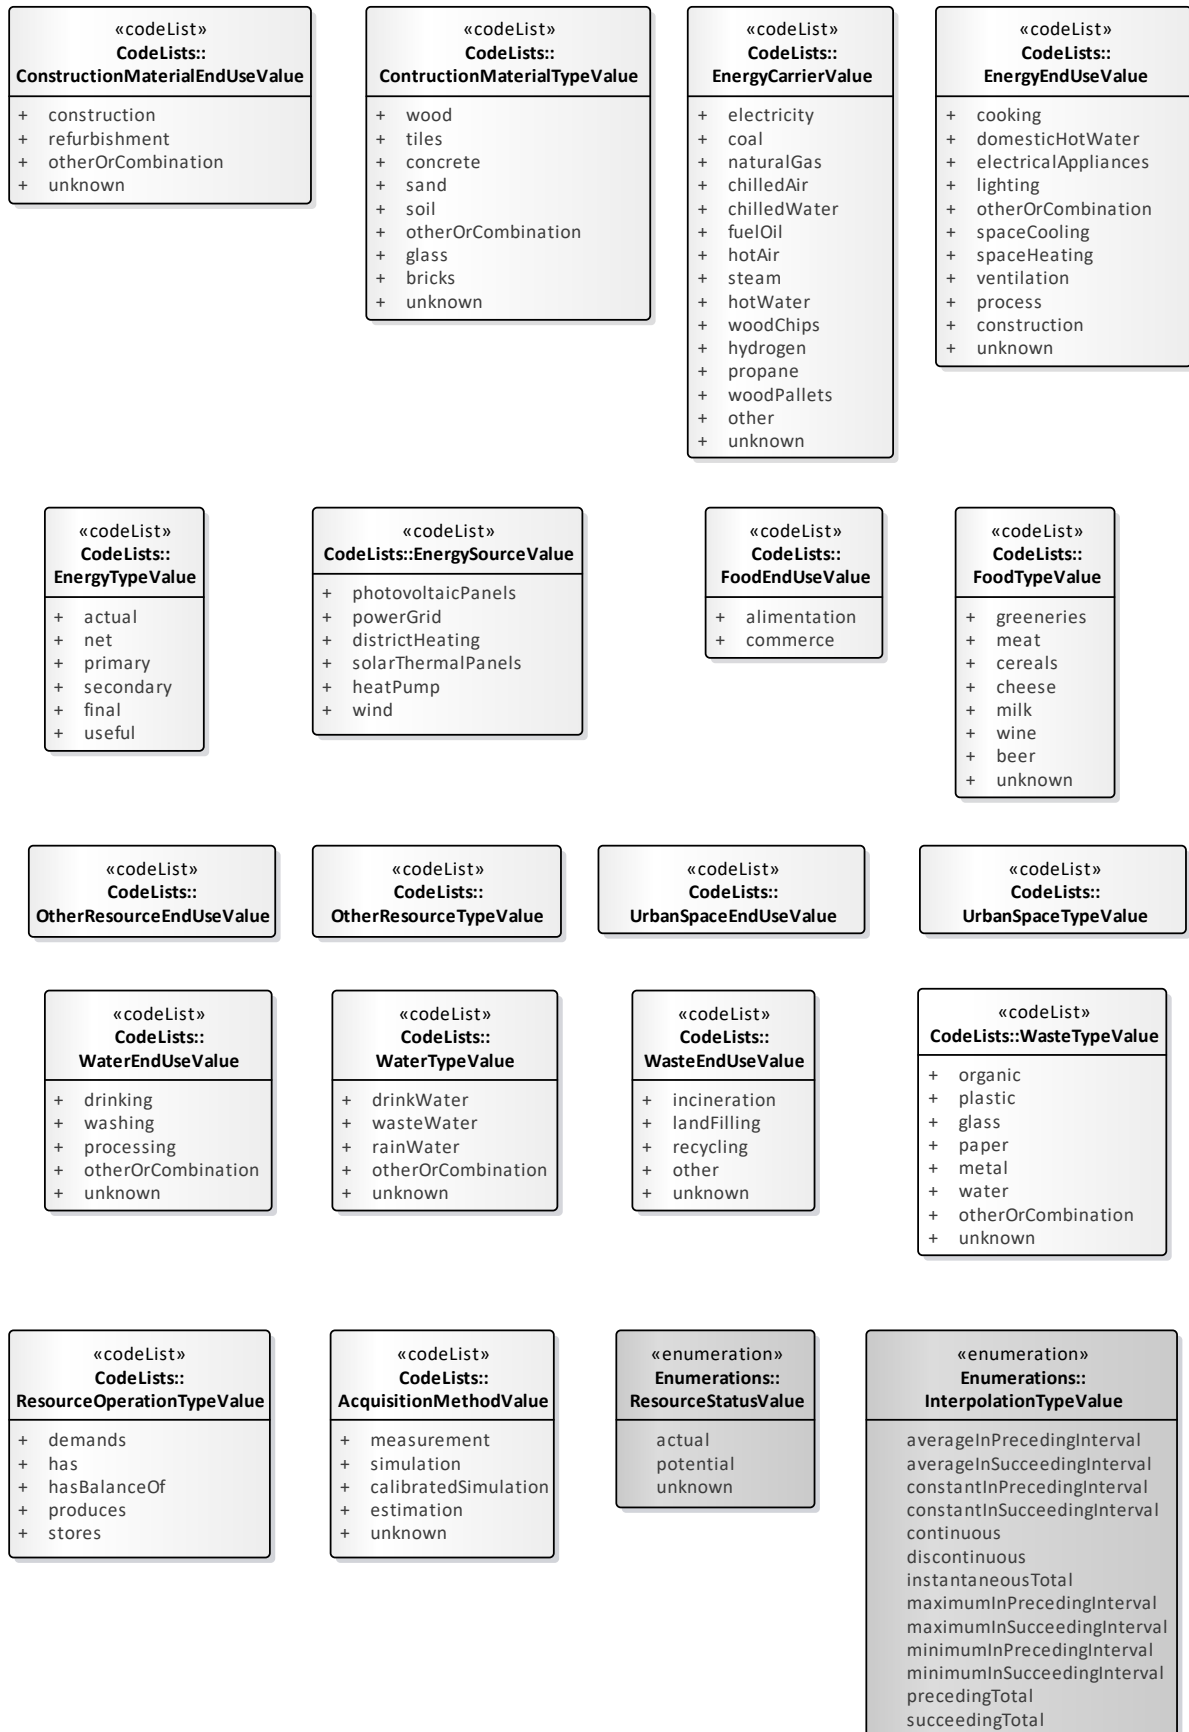 «codeList»
CodeLists::
ConstructionMaterialEndUseValue
+ construction
+ refurbishment
+ otherOrCombination
+ unknown
«codeList»
CodeLists::
ContructionMaterialTypeValue
+ wood
+ tiles
+ concrete
+ sand
+ soil
+ otherOrCombination
+ glass
+ bricks
+ unknown
«codeList»
CodeLists::
EnergyCarrierValue
+ electricity
+ coal
+ naturalGas
+ chilledAir
+ chilledWater
+ fuelOil
+ hotAir
+ steam
+ hotWater
+ woodChips
+ hydrogen
+ propane
+ woodPallets
+ other
+ unknown
«codeList»
CodeLists::
EnergyEndUseValue
+ cooking
+ domesticHotWater
+ electricalAppliances
+ lighting
+ otherOrCombination
+ spaceCooling
+ spaceHeating
+ ventilation
+ process
+ construction
+ unknown
«codeList»
CodeLists::
EnergyTypeValue
+ actual
+ net
+ primary
+ secondary
+ final
+ useful
«codeList»
CodeLists::EnergySourceValue
+ photovoltaicPanels
+ powerGrid
+ districtHeating
+ solarThermalPanels
+ heatPump
+ wind
«codeList»
CodeLists::
FoodEndUseValue
+ alimentation
+ commerce
«codeList»
CodeLists::
FoodTypeValue
+ greeneries
+ meat
+ cereals
+ cheese
+ milk
+ wine
+ beer
+ unknown
«codeList»
CodeLists::
OtherResourceEndUseValue
«codeList»
CodeLists::
OtherResourceTypeValue
«codeList»
CodeLists::
UrbanSpaceEndUseValue
«codeList»
CodeLists::
UrbanSpaceTypeValue
«codeList»
CodeLists::
WaterEndUseValue
+ drinking
+ washing
+ processing
+ otherOrCombination
+ unknown
«codeList»
CodeLists::
WaterTypeValue
+ drinkWater
+ wasteWater
+ rainWater
+ otherOrCombination
+ unknown
«codeList»
CodeLists::
WasteEndUseValue
+ incineration
+ landFilling
+ recycling
+ other
+ unknown
«codeList»
CodeLists::WasteTypeValue
+ organic
+ plastic
+ glass
+ paper
+ metal
+ water
+ otherOrCombination
+ unknown
«codeList»
CodeLists::
ResourceOperationTypeValue
+ demands
+ has
+ hasBalanceOf
+ produces
+ stores
«codeList»
CodeLists::
AcquisitionMethodValue
+ measurement
+ simulation
+ calibratedSimulation
+ estimation
+ unknown
«enumeration»
Enumerations::
ResourceStatusValue
actual
potential
unknown
«enumeration»
Enumerations::
InterpolationTypeValue
averageInPrecedingInterval
averageInSucceedingInterval
constantInPrecedingInterval
constantInSucceedingInterval
continuous
discontinuous
instantaneousTotal
maximumInPrecedingInterval
maximumInSucceedingInterval
minimumInPrecedingInterval
minimumInSucceedingInterval
precedingTotal
succeedingTotal